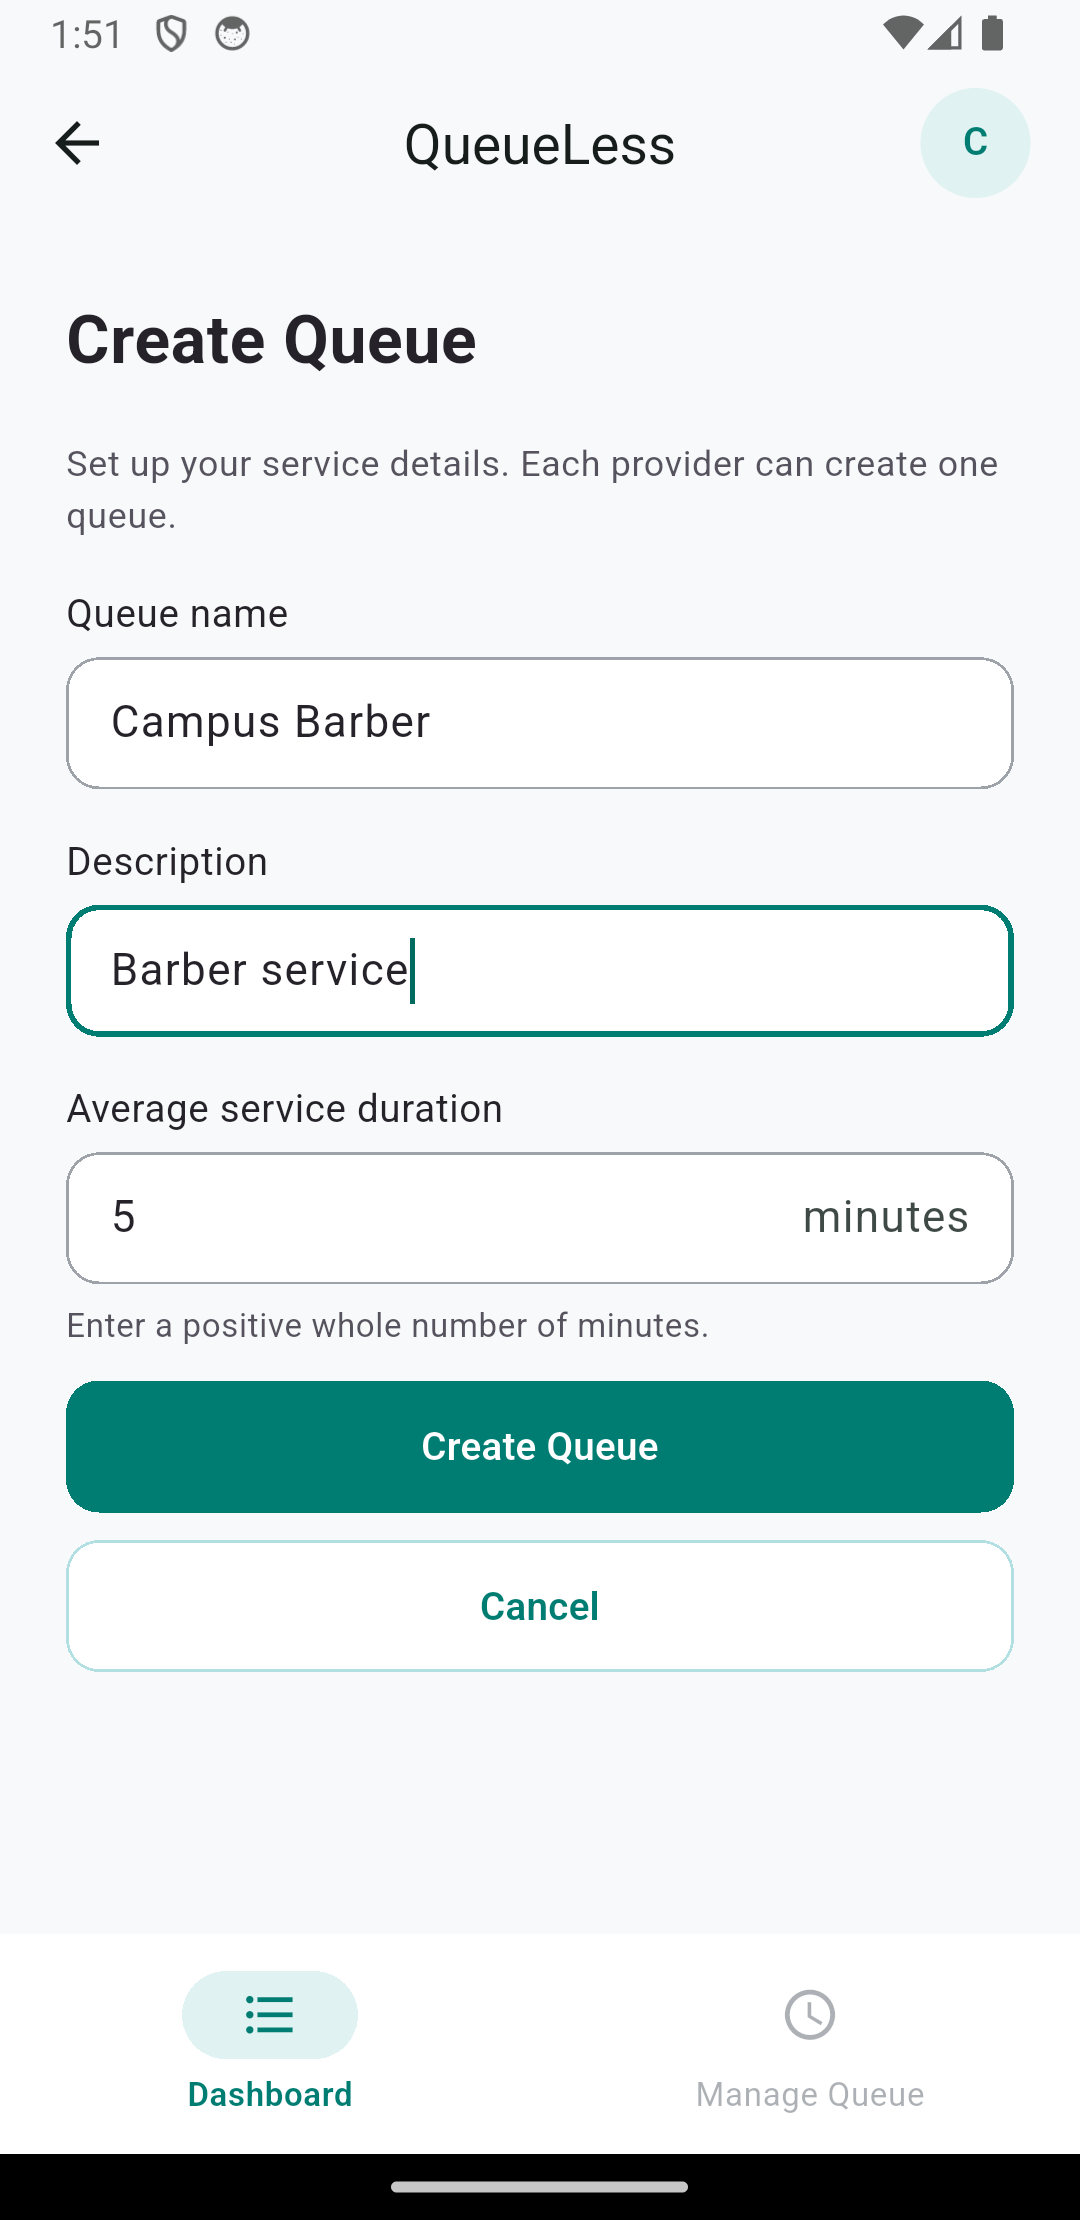 1:51
QueueLess
C
Create Queue
Set up your service details. Each provider can create one
queue.
Queue name
Campus Barber
Description
Barber service
Average service duration
5 minutes
Enter a positive whole number of minutes.
Create Queue
Cancel
Dashboard
Manage Queue